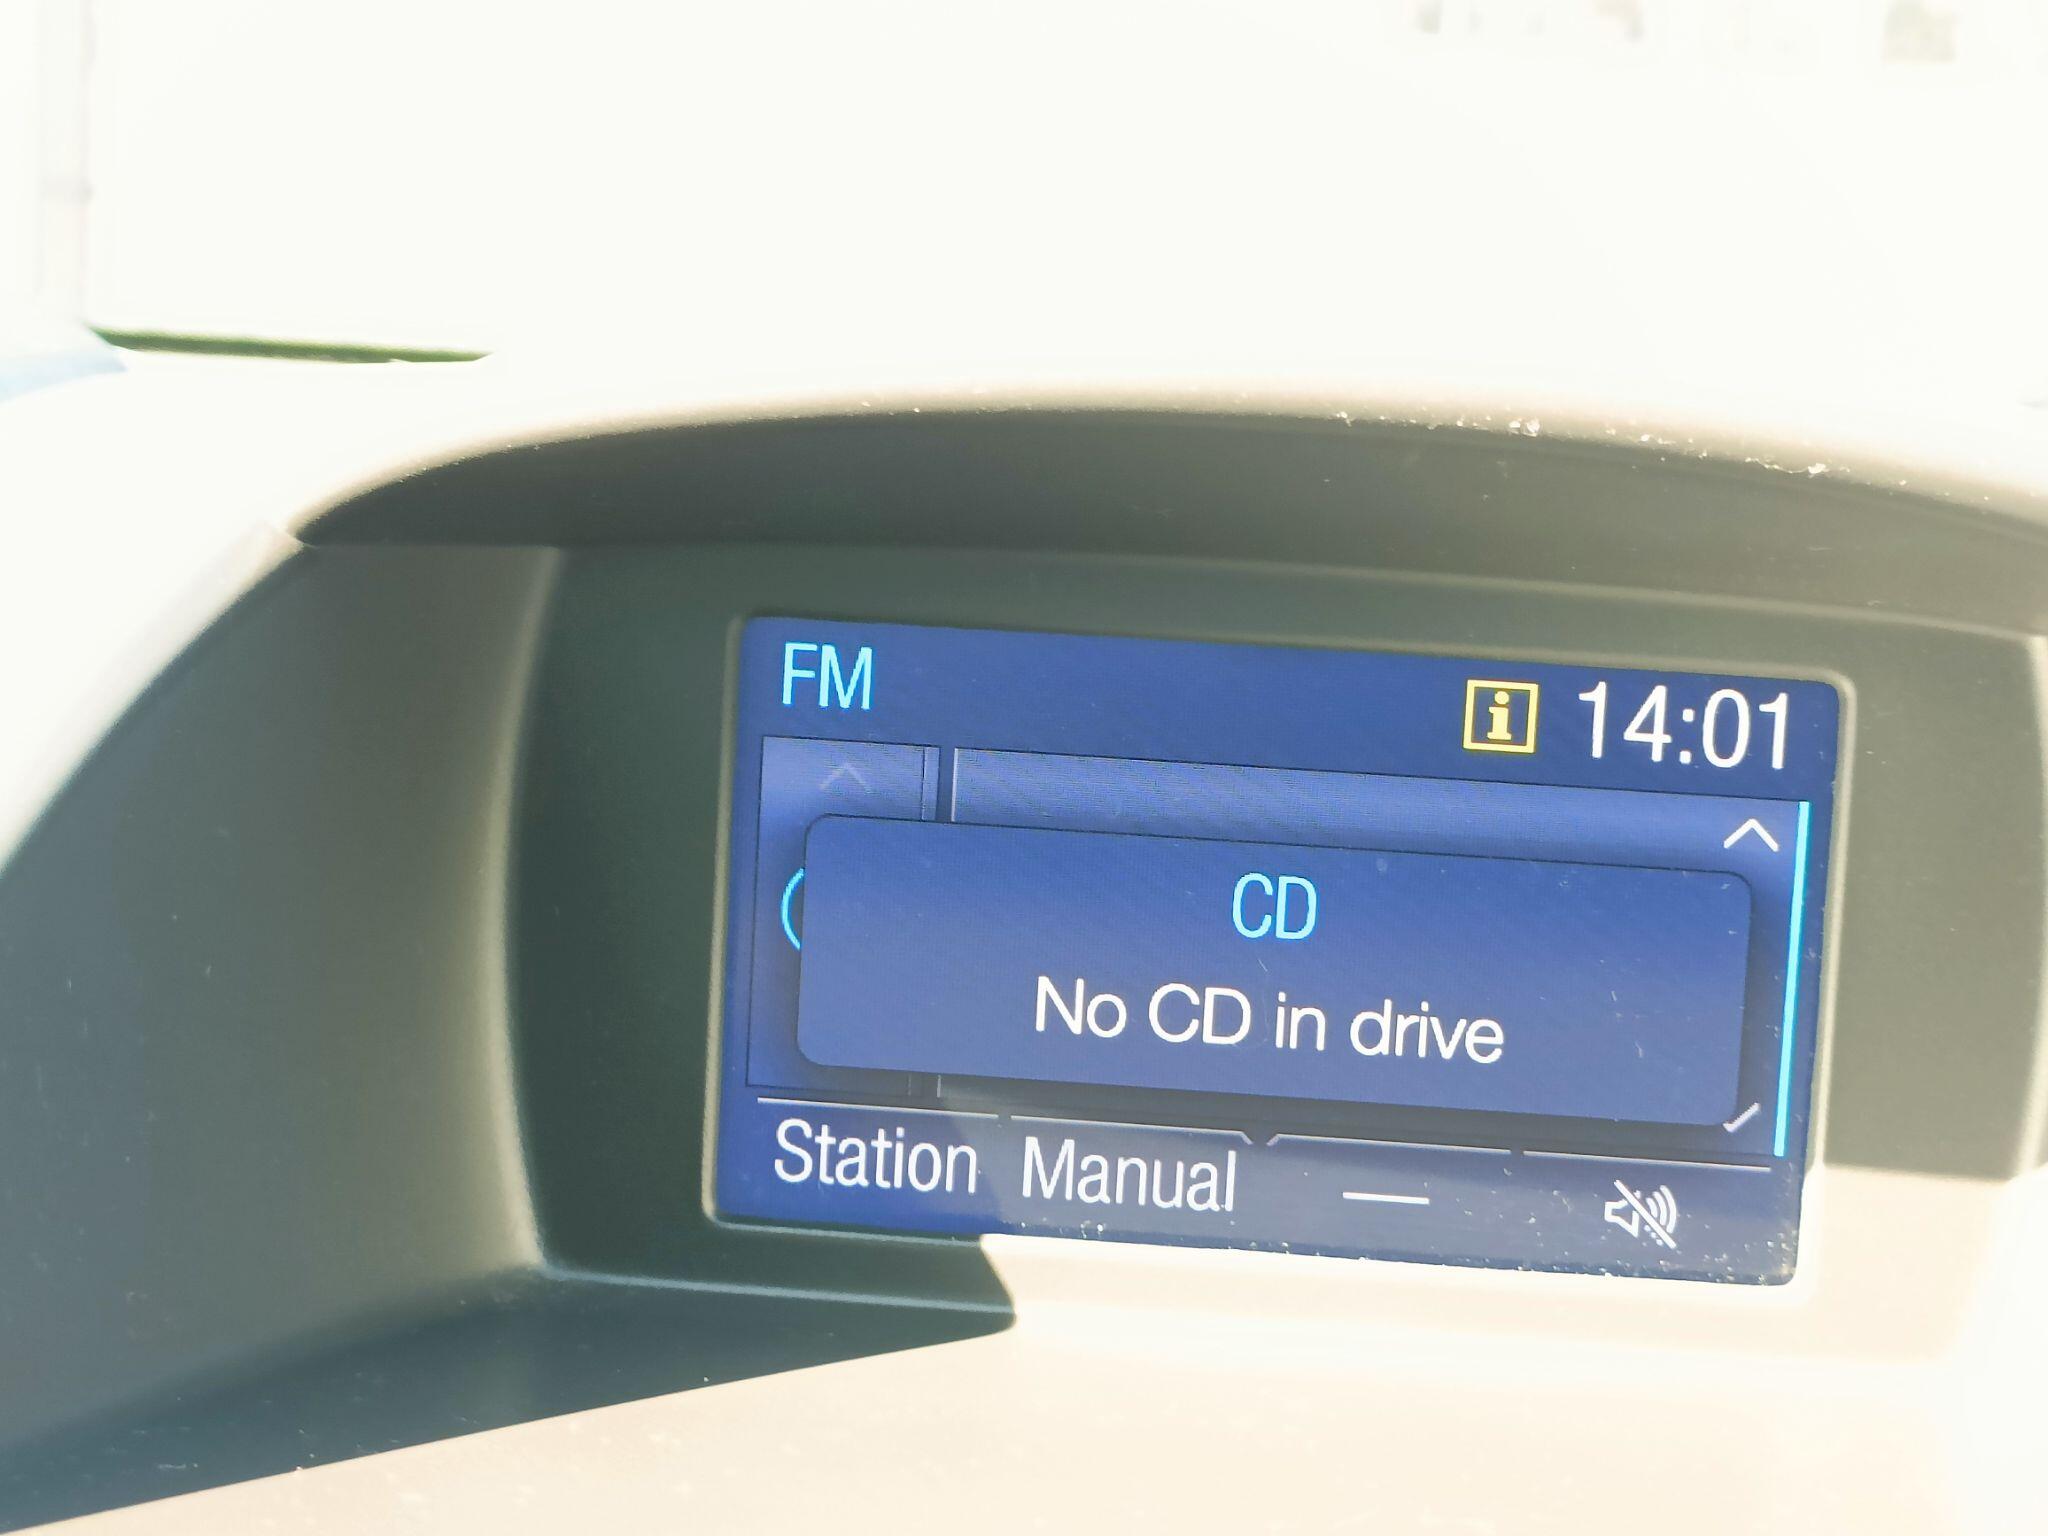 FM
i 14:01
CD
No CD in drive
Station Manual —